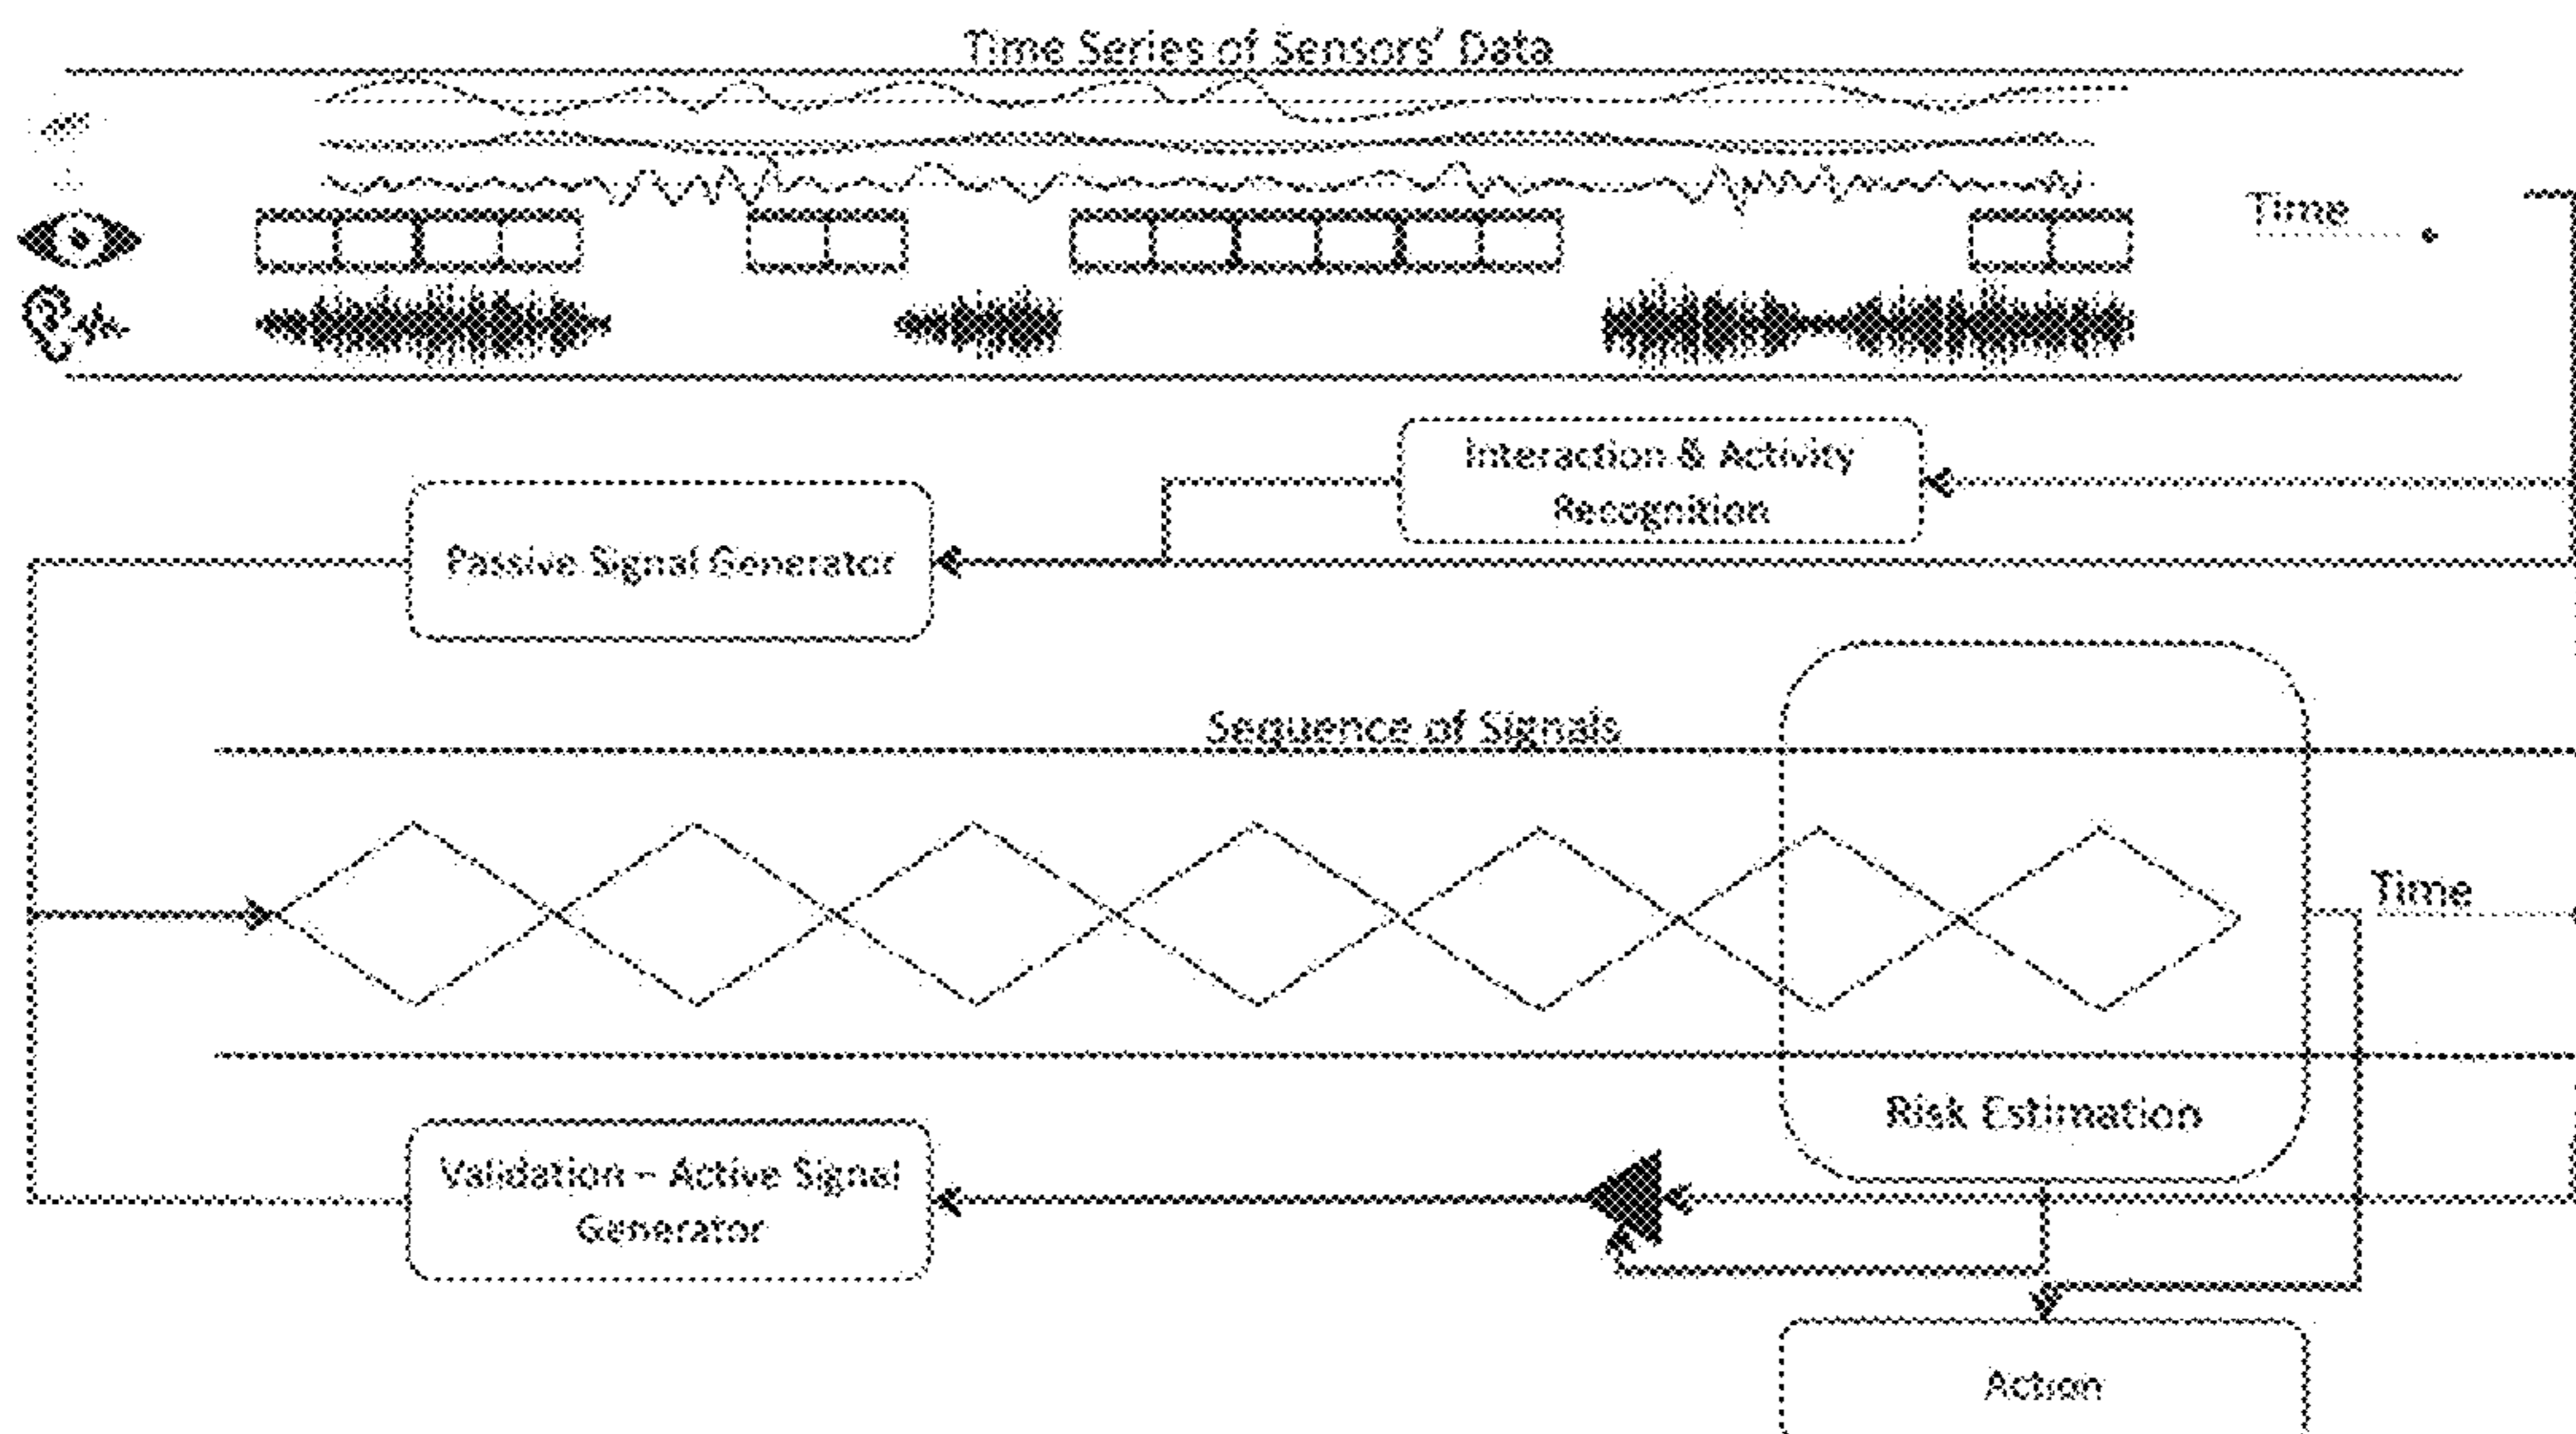 Time Series of Sensors' Data
Time
Interaction & Activity
Recognition
Passive Signal Generator
Sequence of Signals
Time
Risk Estimation
Validation – Active Signal
Generator
Action